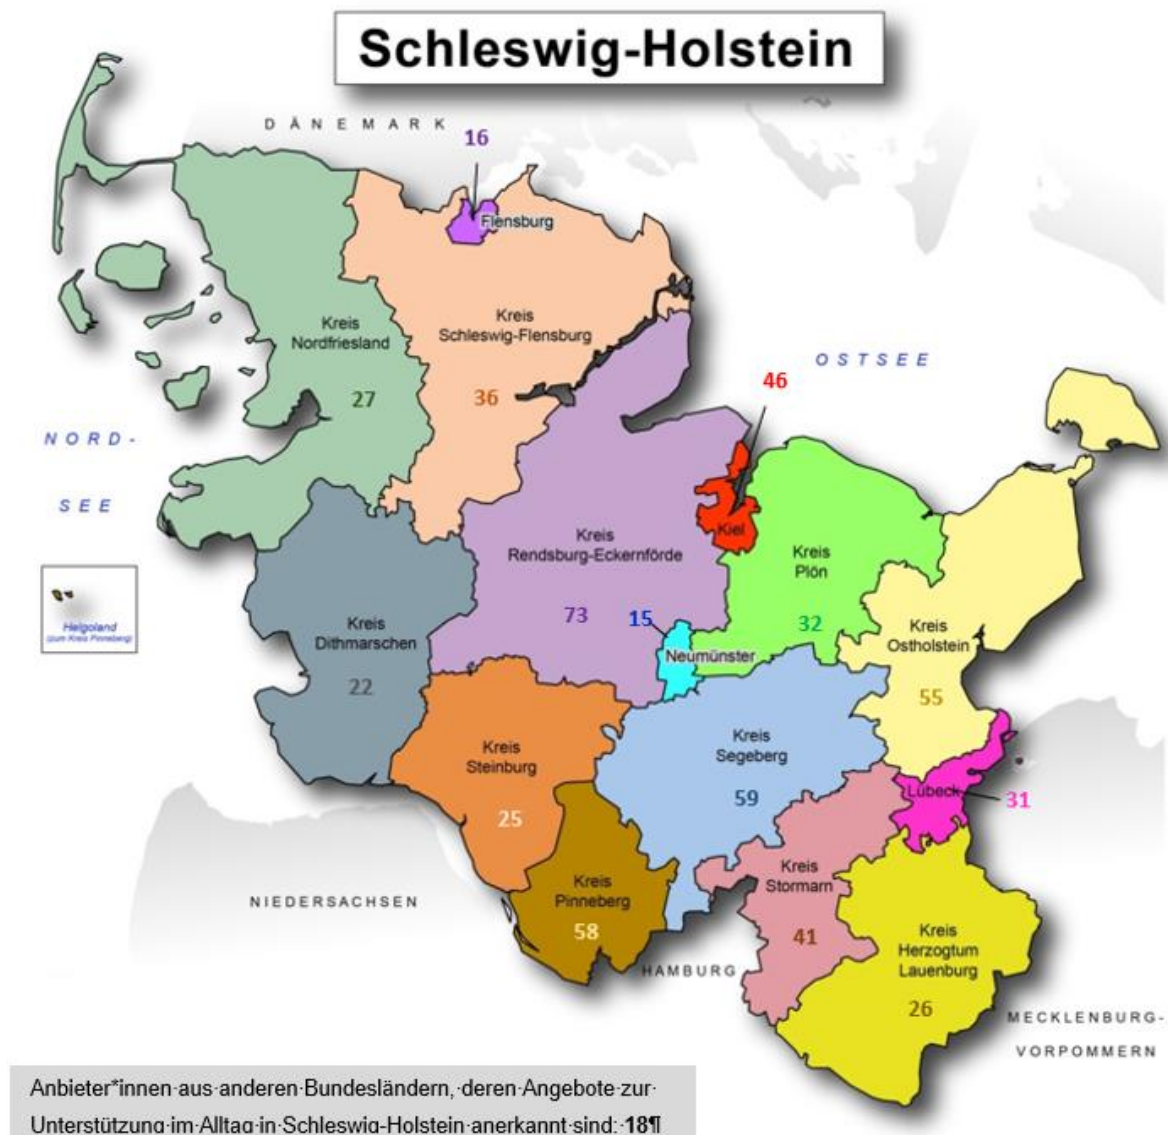 Schleswig-Holstein
DÄNEMARK
16
Flensburg
Kreis
Nordfriesland
27
Kreis
Schleswig-Flensburg
36
OSTSEE
46
NORD-
SEE
Kiel
Kreis
Rendsburg-Eckernförde
73
15
Kreis
Plön
32
Helgoland
(zum Kreis Pinneberg)
Kreis
Dithmarschen
22
Neumünster
Kreis
Ostholstein
55
Kreis
Steinburg
25
Kreis
Segeberg
59
Lübeck
31
Kreis
Pinneberg
58
Kreis
Stormarn
41
NIEDERSACHSEN
HAMBURG
Kreis
Herzogtum
Lauenburg
26
MECKLENBURG-
VORPOMMERN
Anbieter*innen·aus·anderen·Bundesländern,·deren·Angebote·zur·
Unterstützung·im·Alltag·in·Schleswig-Holstein·anerkannt·sind:·18¶